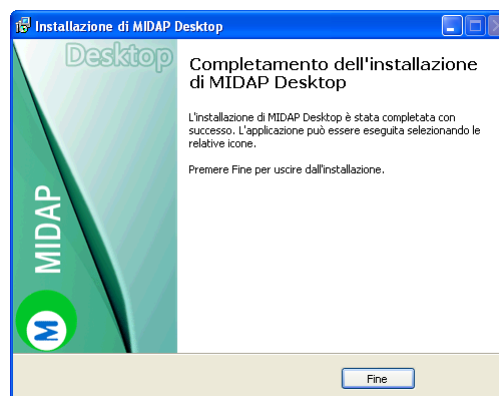 Installazione di MIDAP Desktop
Desktop
MIDAP
M
Completamento dell'installazione
di MIDAP Desktop
L'installazione di MIDAP Desktop è stata completata con
successo. L'applicazione può essere eseguita selezionando le
relative icone.
Premere Fine per uscire dall'installazione.
Fine